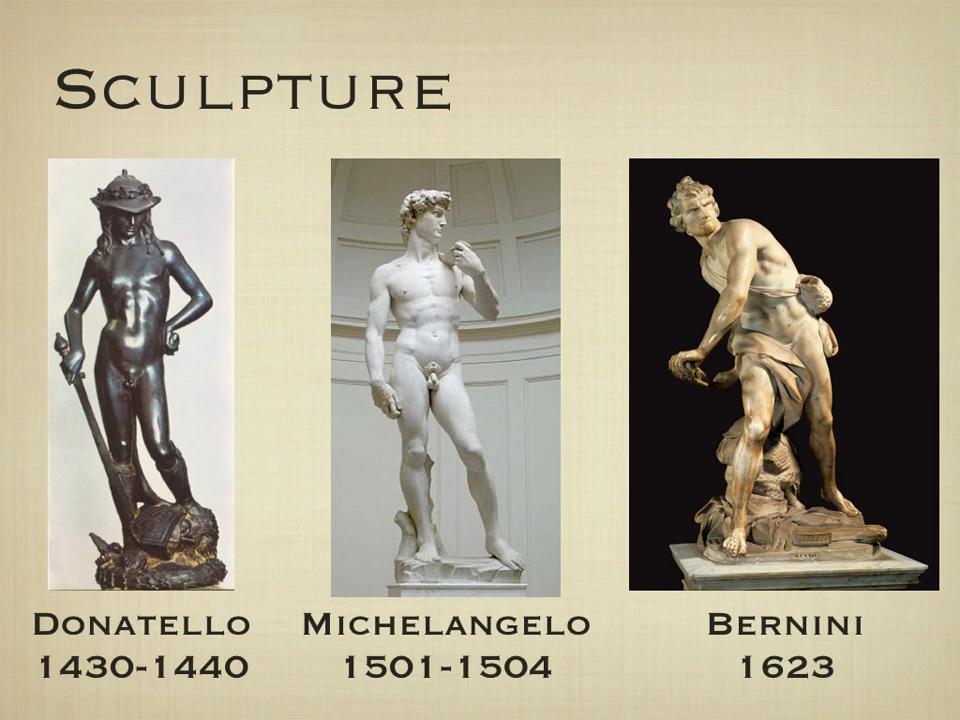 Sculpture
Donatello
1430-1440
Michelangelo
1501-1504
Bernini
1623